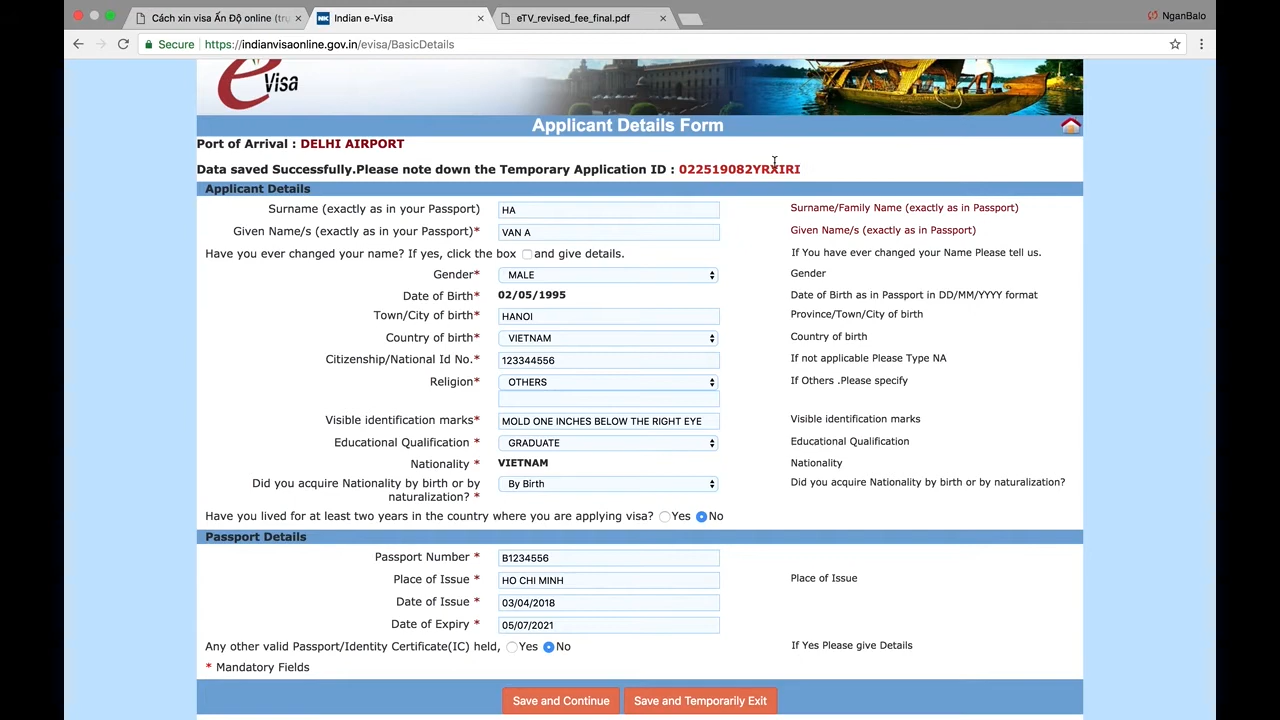 Cách xin visa Ấn Độ online (trự
Indian e-Visa
eTV_revised_fee_final.pdf
NganBalo
Secure
https://indianvisaonline.gov.in/evisa/BasicDetails
e Visa
Applicant Details Form
Port of Arrival : DELHI AIRPORT
Data saved Successfully.Please note down the Temporary Application ID : 022519082YRXIRI
Applicant Details
Surname (exactly as in your Passport) HA Surname/Family Name (exactly as in Passport)
Given Name/s (exactly as in your Passport)* VAN A Given Name/s (exactly as in Passport)
Have you ever changed your name? If yes, click the box and give details. If You have ever changed your Name Please tell us.
Gender* MALE Gender
Date of Birth* 02/05/1995 Date of Birth as in Passport in DD/MM/YYYY format
Town/City of birth* HANOI Province/Town/City of birth
Country of birth* VIETNAM Country of birth
Citizenship/National Id No.* 123344556 If not applicable Please Type NA
Religion* OTHERS If Others .Please specify
Visible identification marks* MOLD ONE INCHES BELOW THE RIGHT EYE Visible identification marks
Educational Qualification * GRADUATE Educational Qualification
Nationality * VIETNAM Nationality
Did you acquire Nationality by birth or by By Birth Did you acquire Nationality by birth or by naturalization?
naturalization? *
Have you lived for at least two years in the country where you are applying visa? Yes No
Passport Details
Passport Number * B1234556
Place of Issue * HO CHI MINH Place of Issue
Date of Issue * 03/04/2018
Date of Expiry * 05/07/2021
Any other valid Passport/Identity Certificate(IC) held, Yes No If Yes Please give Details
* Mandatory Fields
Save and Continue Save and Temporarily Exit